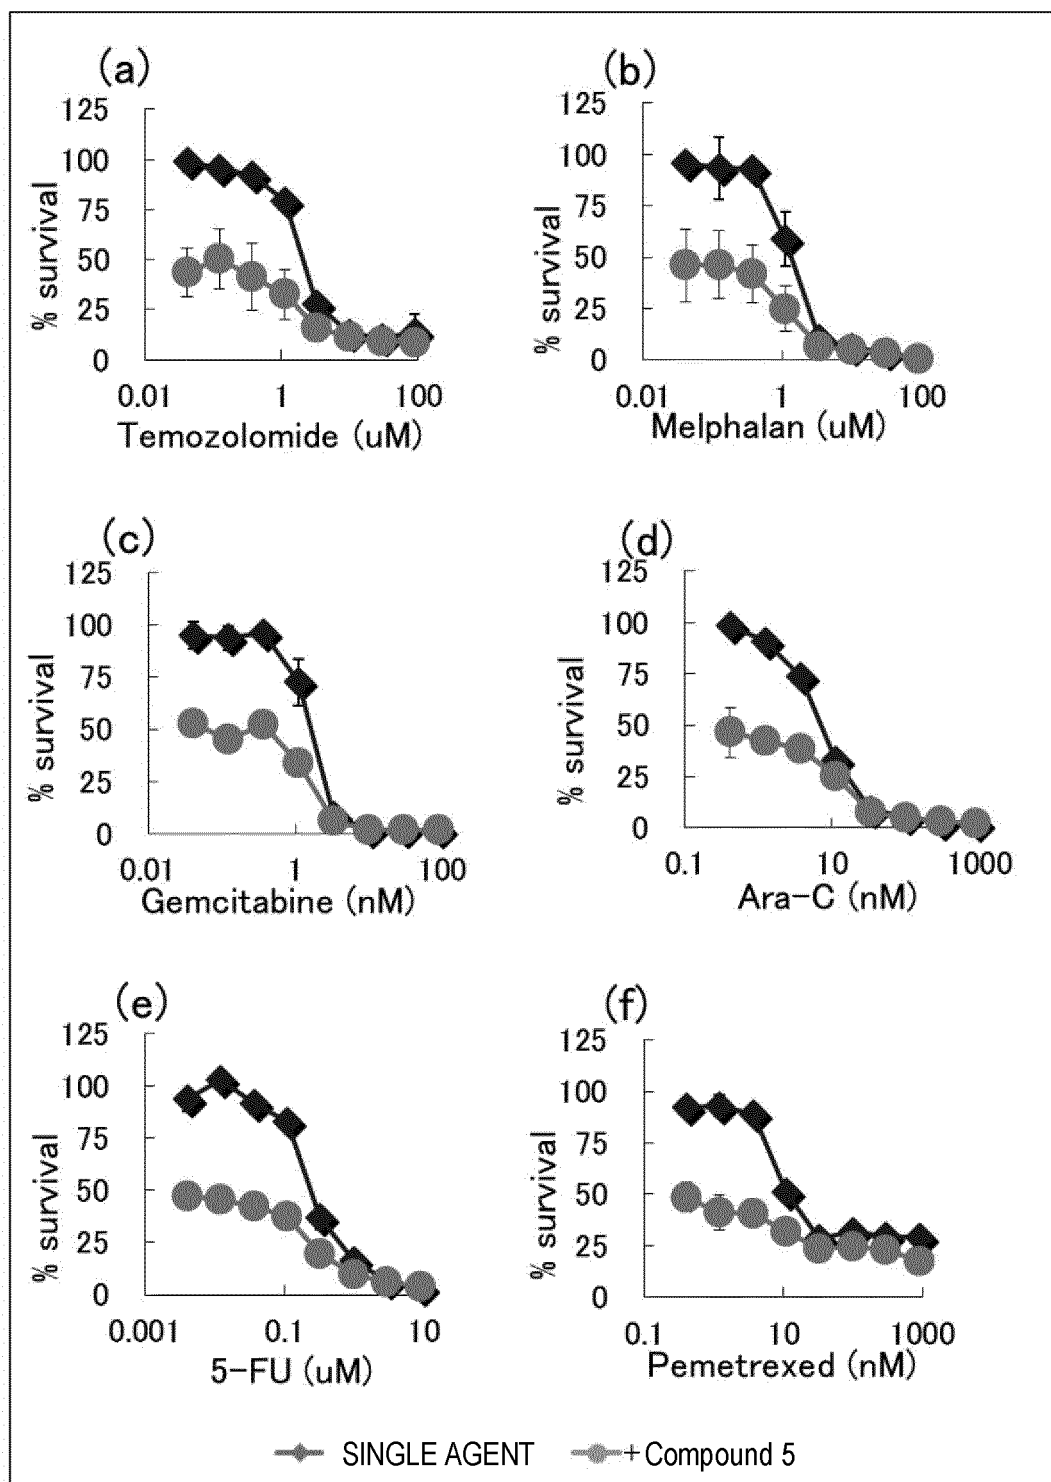 (a)
125
100
75
50
25
0
% survival
0.01 1 100
Temozolomide (uM)
(b)
125
100
75
50
25
0
% survival
0.01 1 100
Melphalan (uM)
(c)
125
100
75
50
25
0
% survival
0.01 1 100
Gemcitabine (nM)
(d)
125
100
75
50
25
0
% survival
0.1 10 1000
Ara-C (nM)
(e)
125
100
75
50
25
0
% survival
0.001 0.1 10
5-FU (uM)
(f)
125
100
75
50
25
0
% survival
0.1 10 1000
Pemetrexed (nM)
SINGLE AGENT +Compound 5